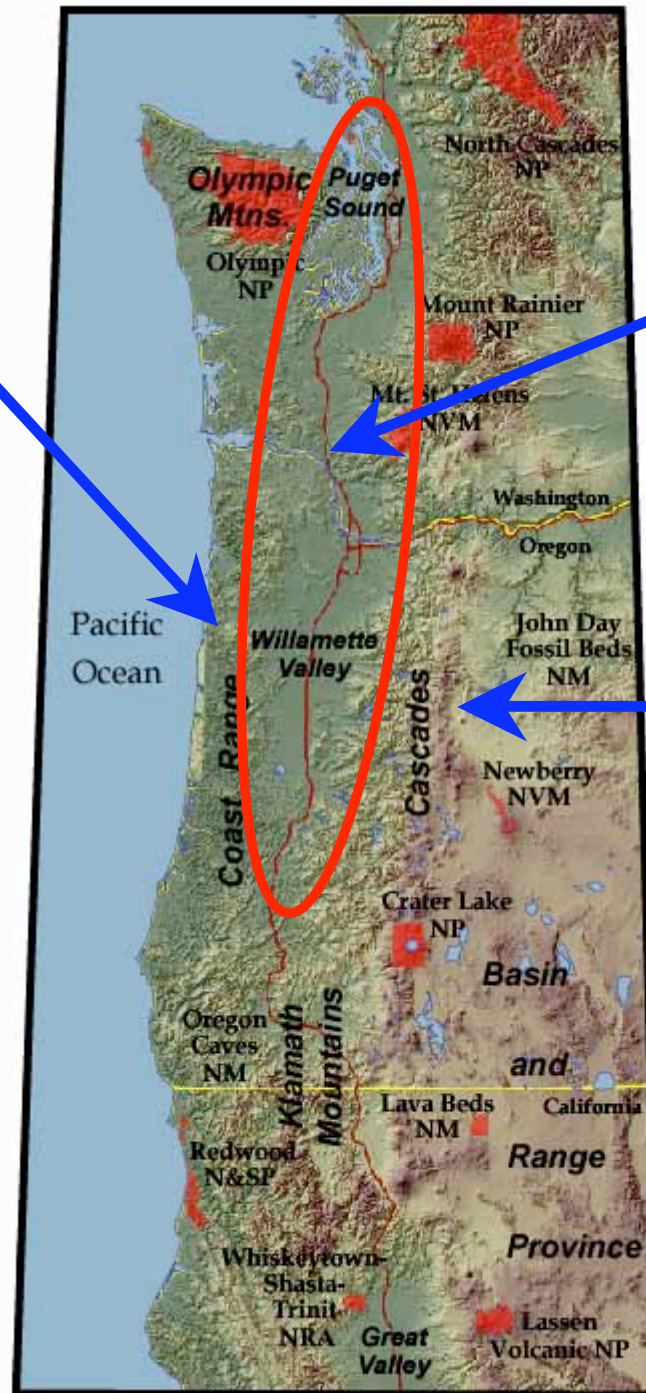 North Cascades
NP
Olympic
Mtns.
Puget
Sound
Olympic
NP
Mount Rainier
NP
Mt. St. Helens
NVM
Washington
Oregon
Pacific
Ocean
Willamette
Valley
John Day
Fossil Beds
NM
Coast Range
Cascades
Newberry
NVM
Crater Lake
NP
Basin
and
Range
Province
Oregon
Caves
NM
Klamath
Mountains
Lava Beds
NM
California
Redwood
N&SP
Whiskeytown-
Shasta-
Trinit
NRA
Great
Valley
Lassen
Volcanic NP